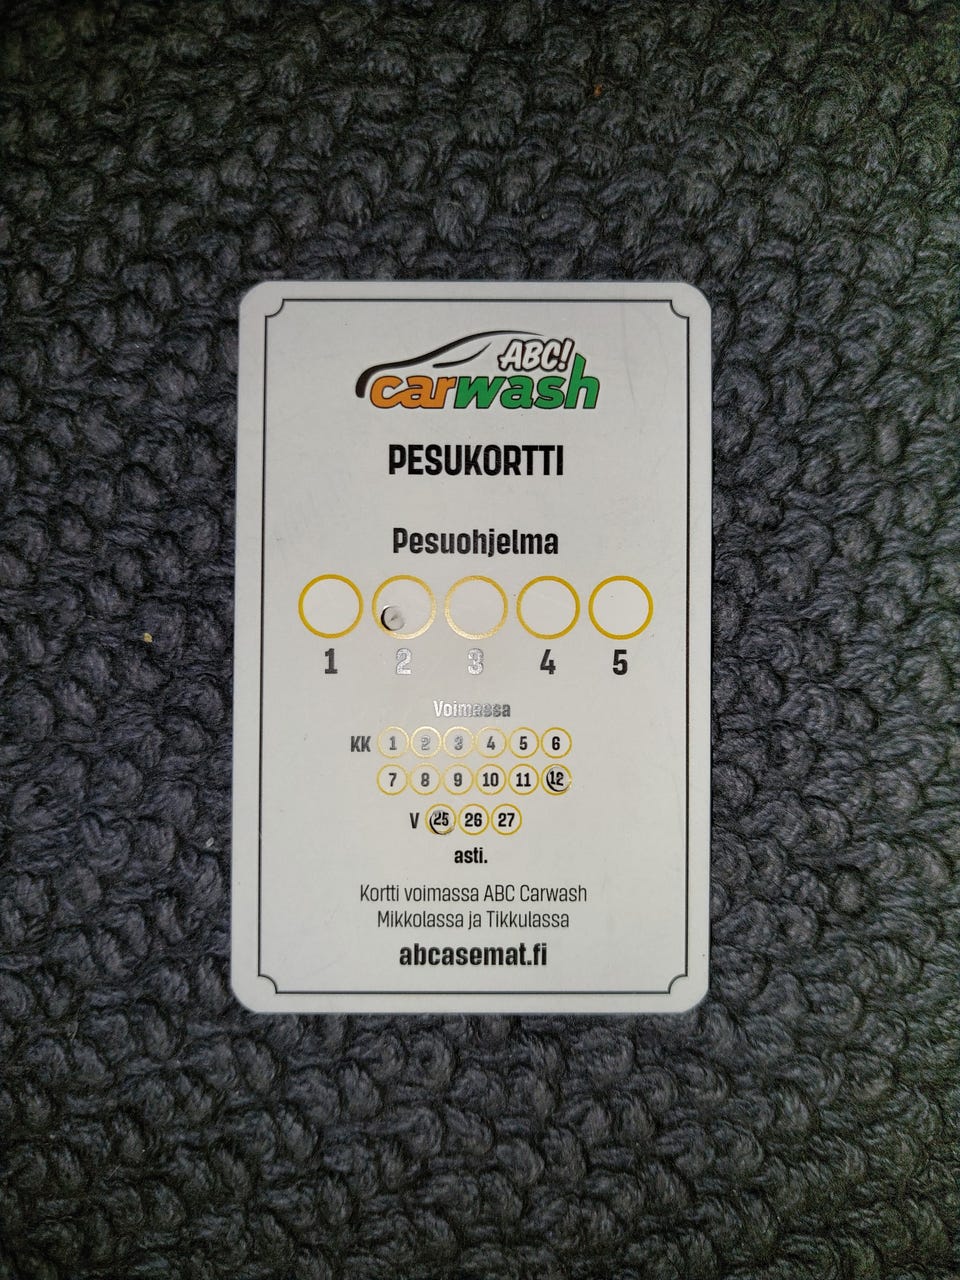 ABC!
carwash
PESUKORTTI
Pesuohjelma
1 2 3 4 5
Voimassa
KK 1 2 3 4 5 6
7 8 9 10 11 12
V 25 26 27
asti.
Kortti voimassa ABC Carwash
Mikkolassa ja Tikkulassa
abcasemat.fi